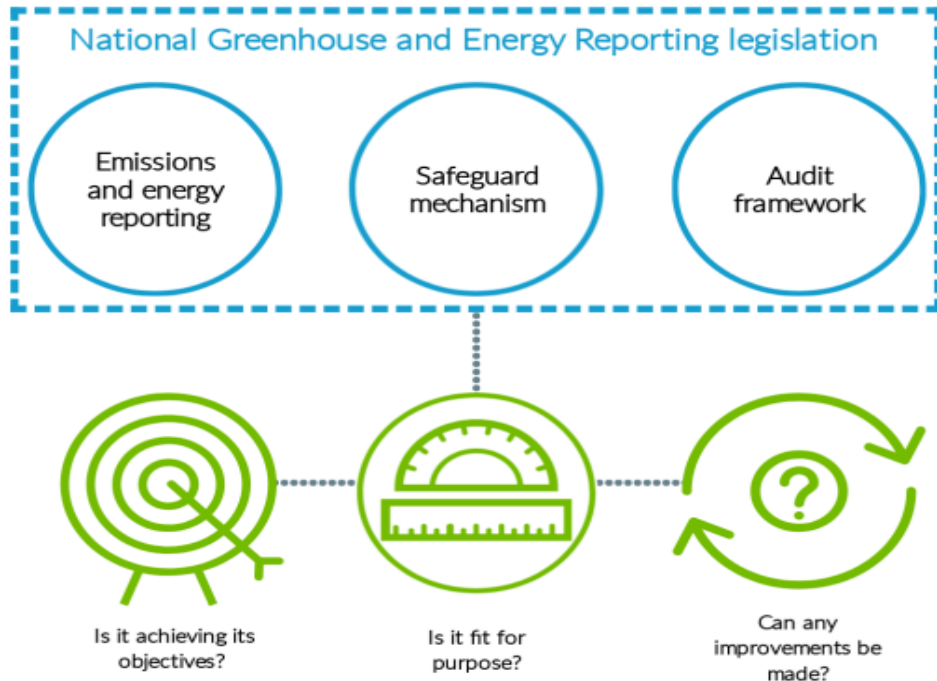 National Greenhouse and Energy Reporting legislation
Emissions
and energy
reporting
Safeguard
mechanism
Audit
framework
Is it achieving its
objectives?
Is it fit for
purpose?
Can any
improvements be
made?